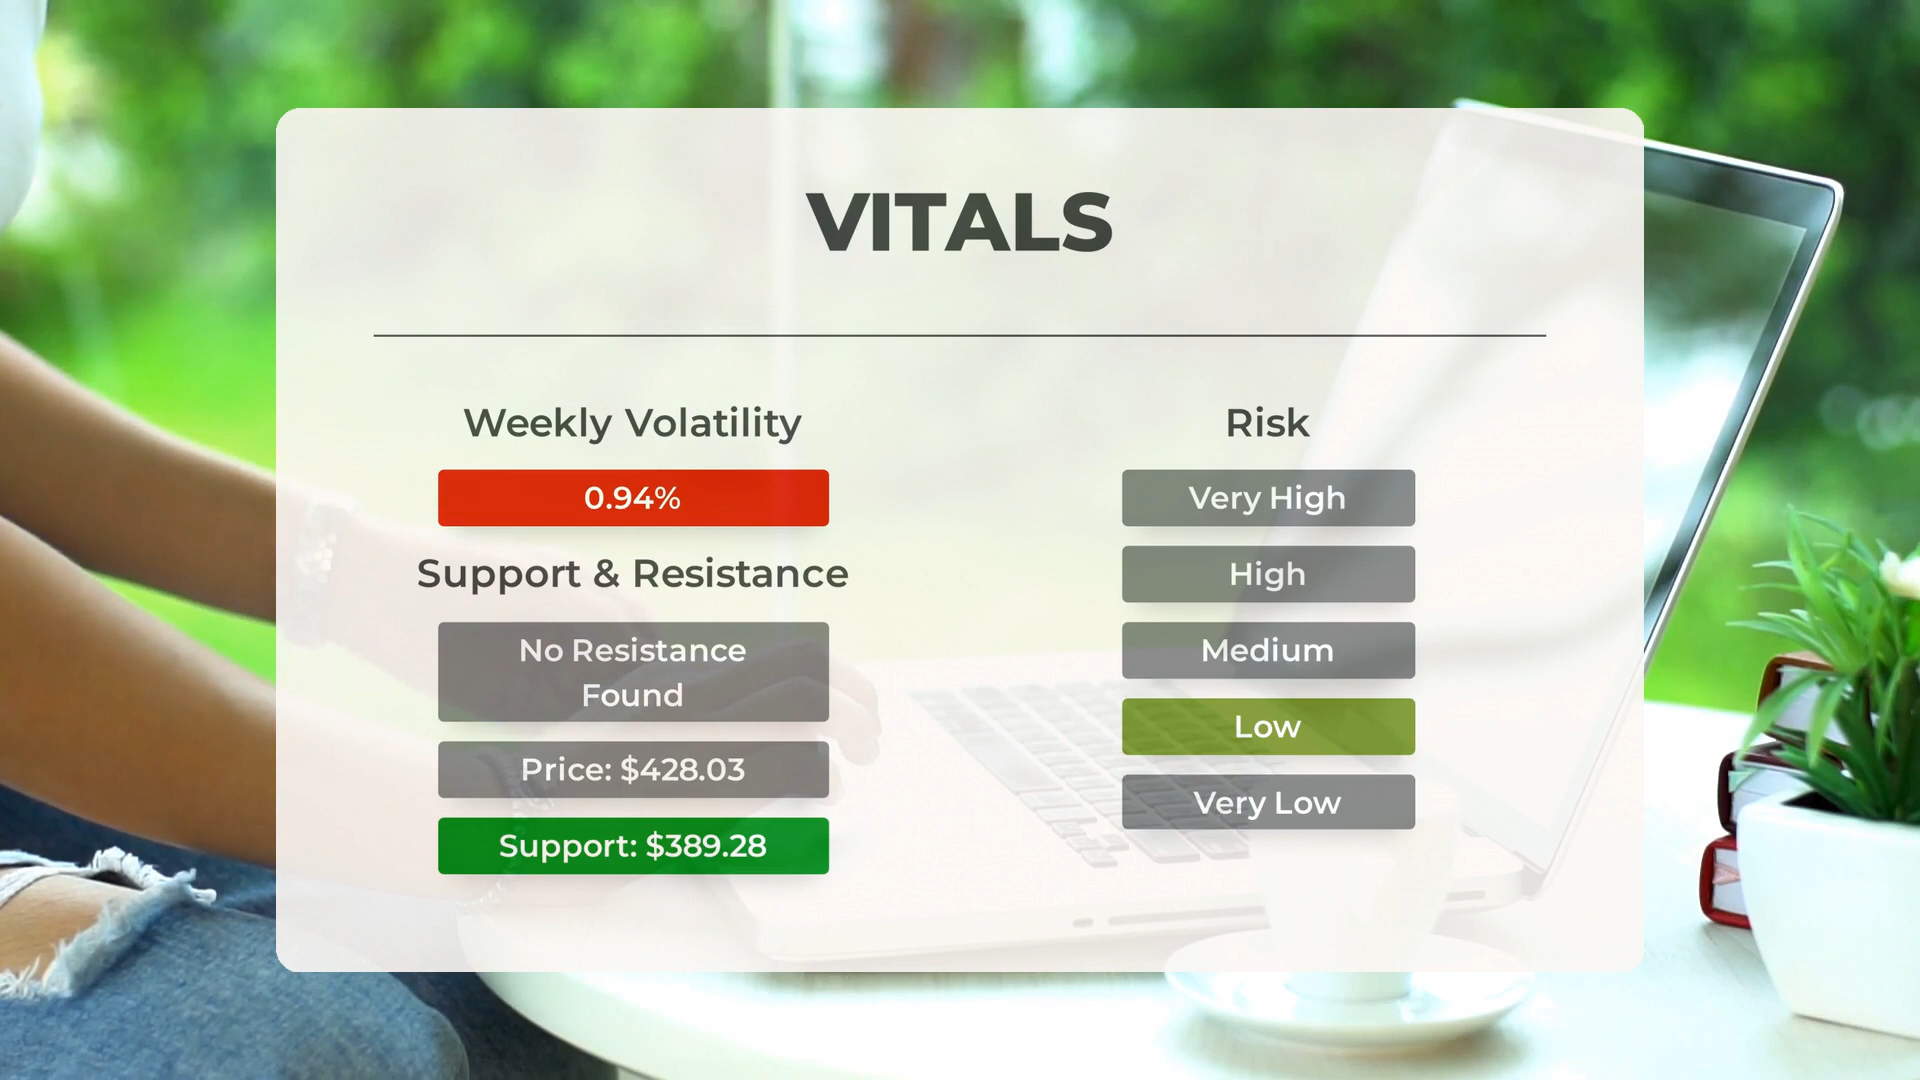 VITALS
Weekly Volatility
0.94%
Support & Resistance
No Resistance
Found
Price: $428.03
Support: $389.28
Risk
Very High
High
Medium
Low
Very Low